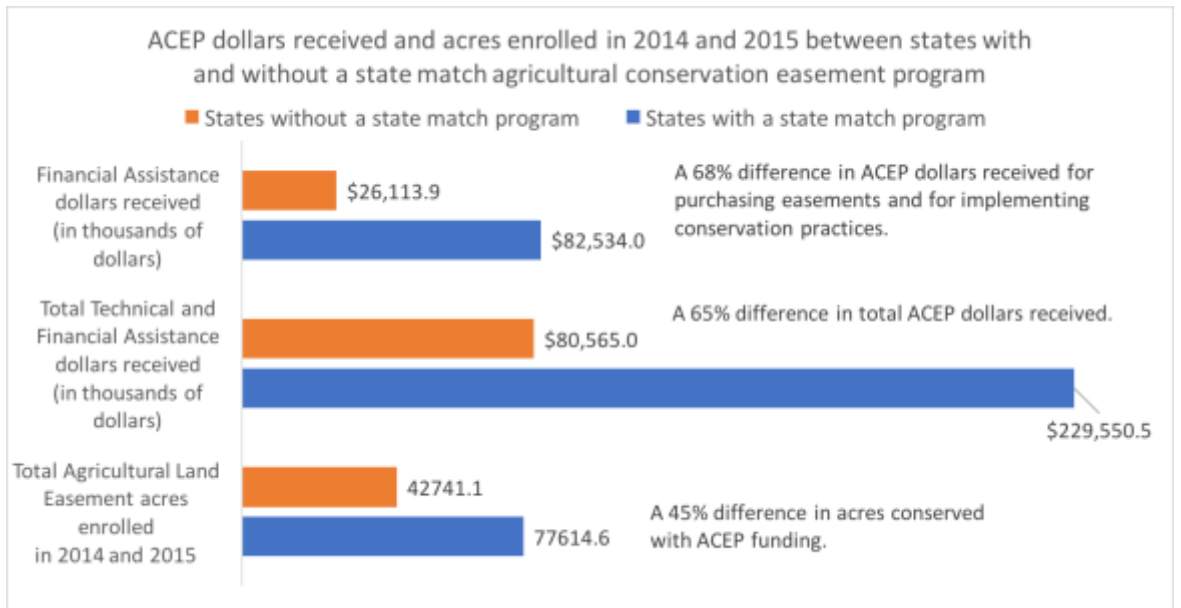 ACEP dollars received and acres enrolled in 2014 and 2015 between states with
and without a state match agricultural conservation easement program
States without a state match program
States with a state match program
Financial Assistance
dollars received
(in thousands of
dollars)
$26,113.9
$82,534.0
A 68% difference in ACEP dollars received for
purchasing easements and for implementing
conservation practices.
Total Technical and
Financial Assistance
dollars received
(in thousands of
dollars)
$80,565.0
$229,550.5
A 65% difference in total ACEP dollars received.
Total Agricultural Land
Easement acres
enrolled
in 2014 and 2015
42741.1
77614.6
A 45% difference in acres conserved
with ACEP funding.